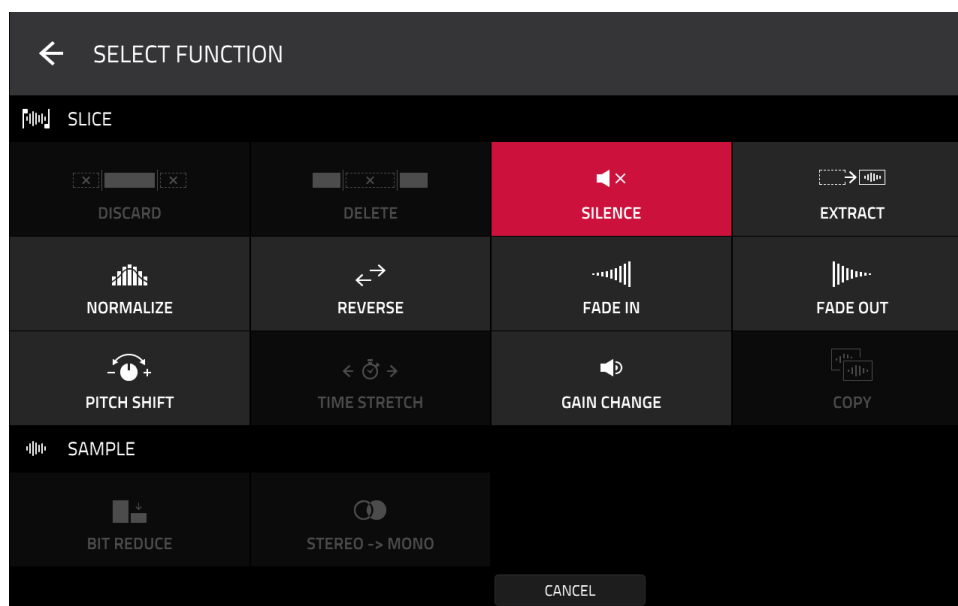 SELECT FUNCTION
SLICE
DISCARD DELETE SILENCE EXTRACT
NORMALIZE REVERSE FADE IN FADE OUT
PITCH SHIFT TIME STRETCH GAIN CHANGE COPY
SAMPLE
BIT REDUCE STEREO -> MONO
CANCEL